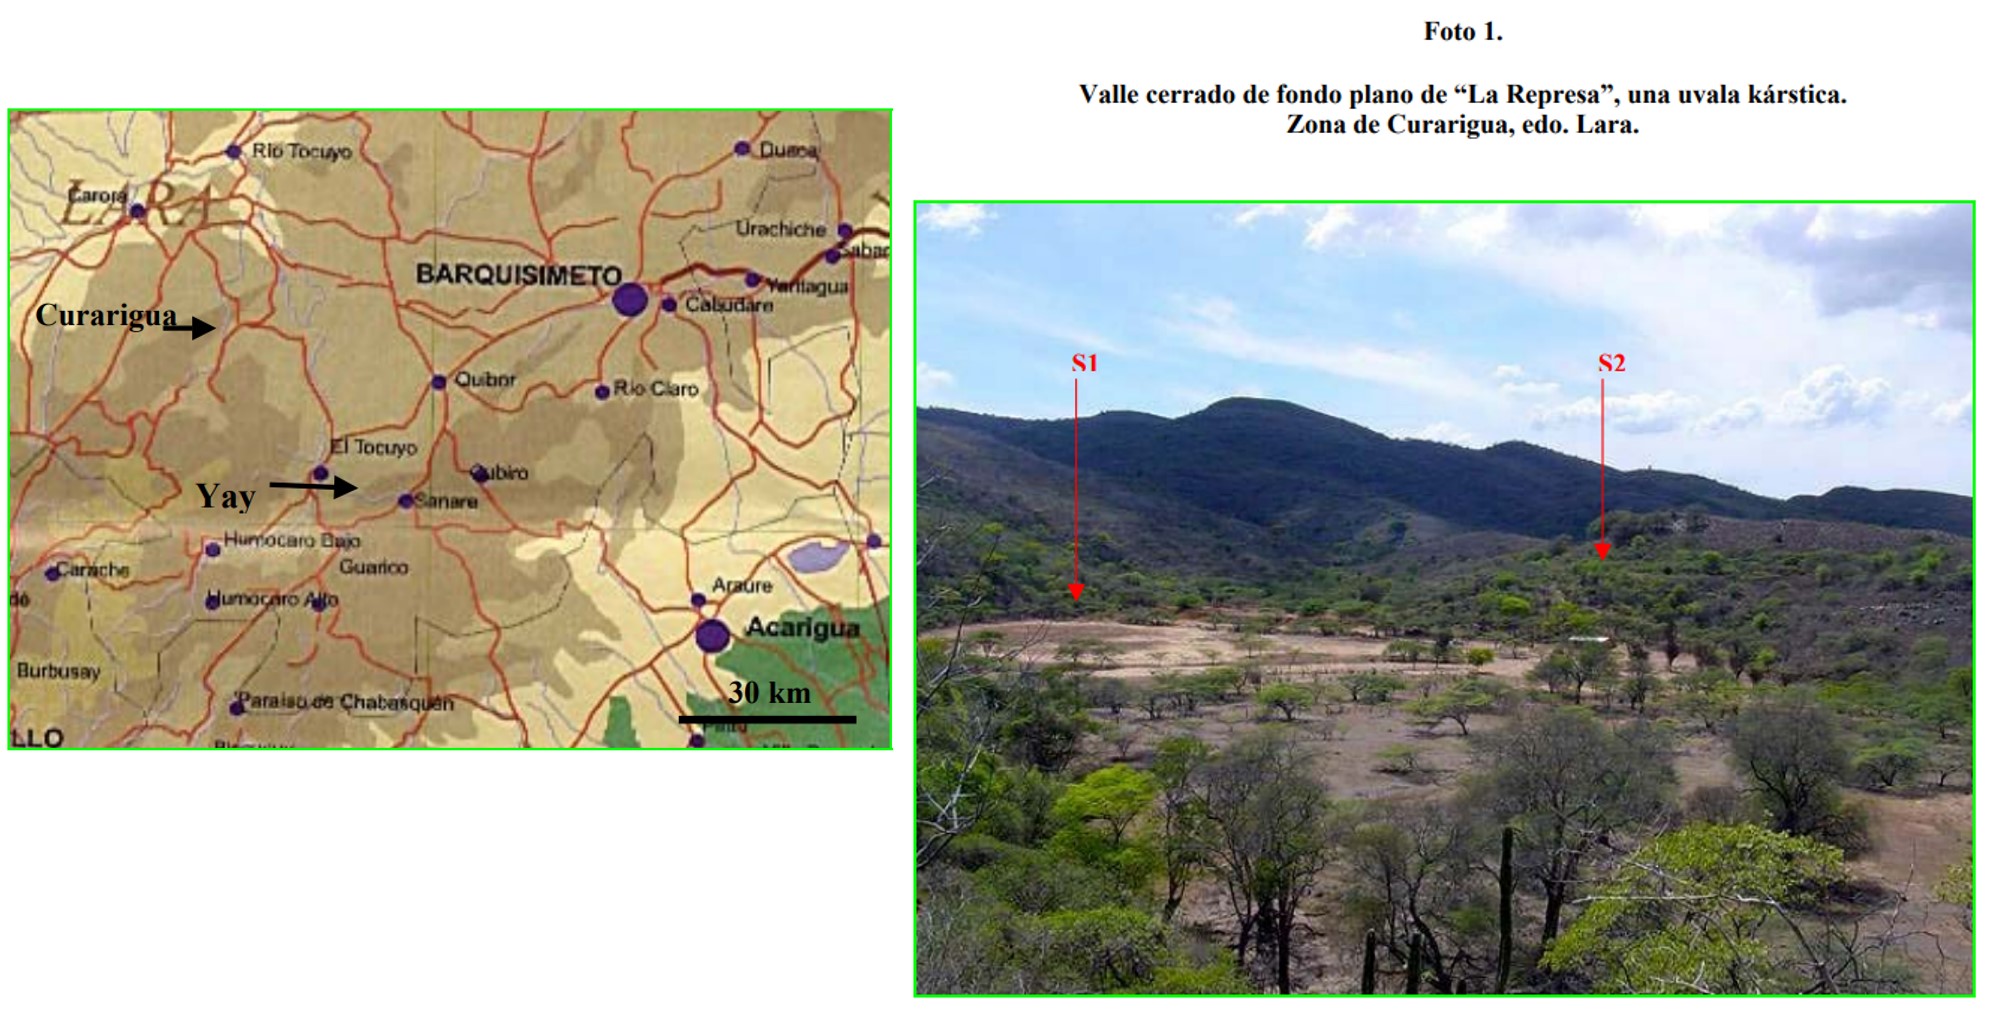 Foto 1.
Valle cerrado de fondo plano de “La Represa”, una uvala kárstica.
Zona de Curarigua, edo. Lara.
Río Tocuyo
Duaca
Carora
LARA
Urachiche
Sabar
BARQUISIMETO
Yaritagua
Cabudare
Curarigua
Quibor
Río Claro
El Tocuyo
Cubiro
Yay
Sanare
Humocaro Bajo
Guarico
Carache
Araure
Humocaro Alto
Acarigua
Burbusay
30 km
Paraíso de Chabasquén
LLO
S1
S2